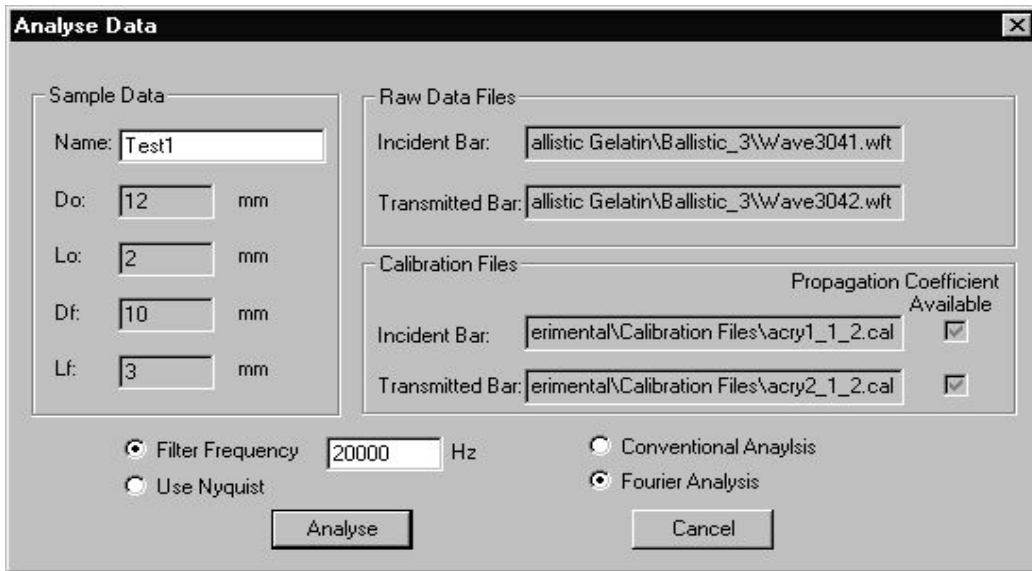 Analyse Data
Sample Data
Name: Test1
Do: 12 mm
Lo: 2 mm
Df: 10 mm
Lf: 3 mm
Raw Data Files
Incident Bar: allistic Gelatin\Ballistic_3\Wave3041.wft
Transmitted Bar: allistic Gelatin\Ballistic_3\Wave3042.wft
Calibration Files
Propagation Coefficient
Available
Incident Bar: erimental\Calibration Files\acry1_1_2.cal
Transmitted Bar: erimental\Calibration Files\acry2_1_2.cal
Filter Frequency 20000 Hz
Use Nyquist
Conventional Anaylsis
Fourier Analysis
Analyse
Cancel